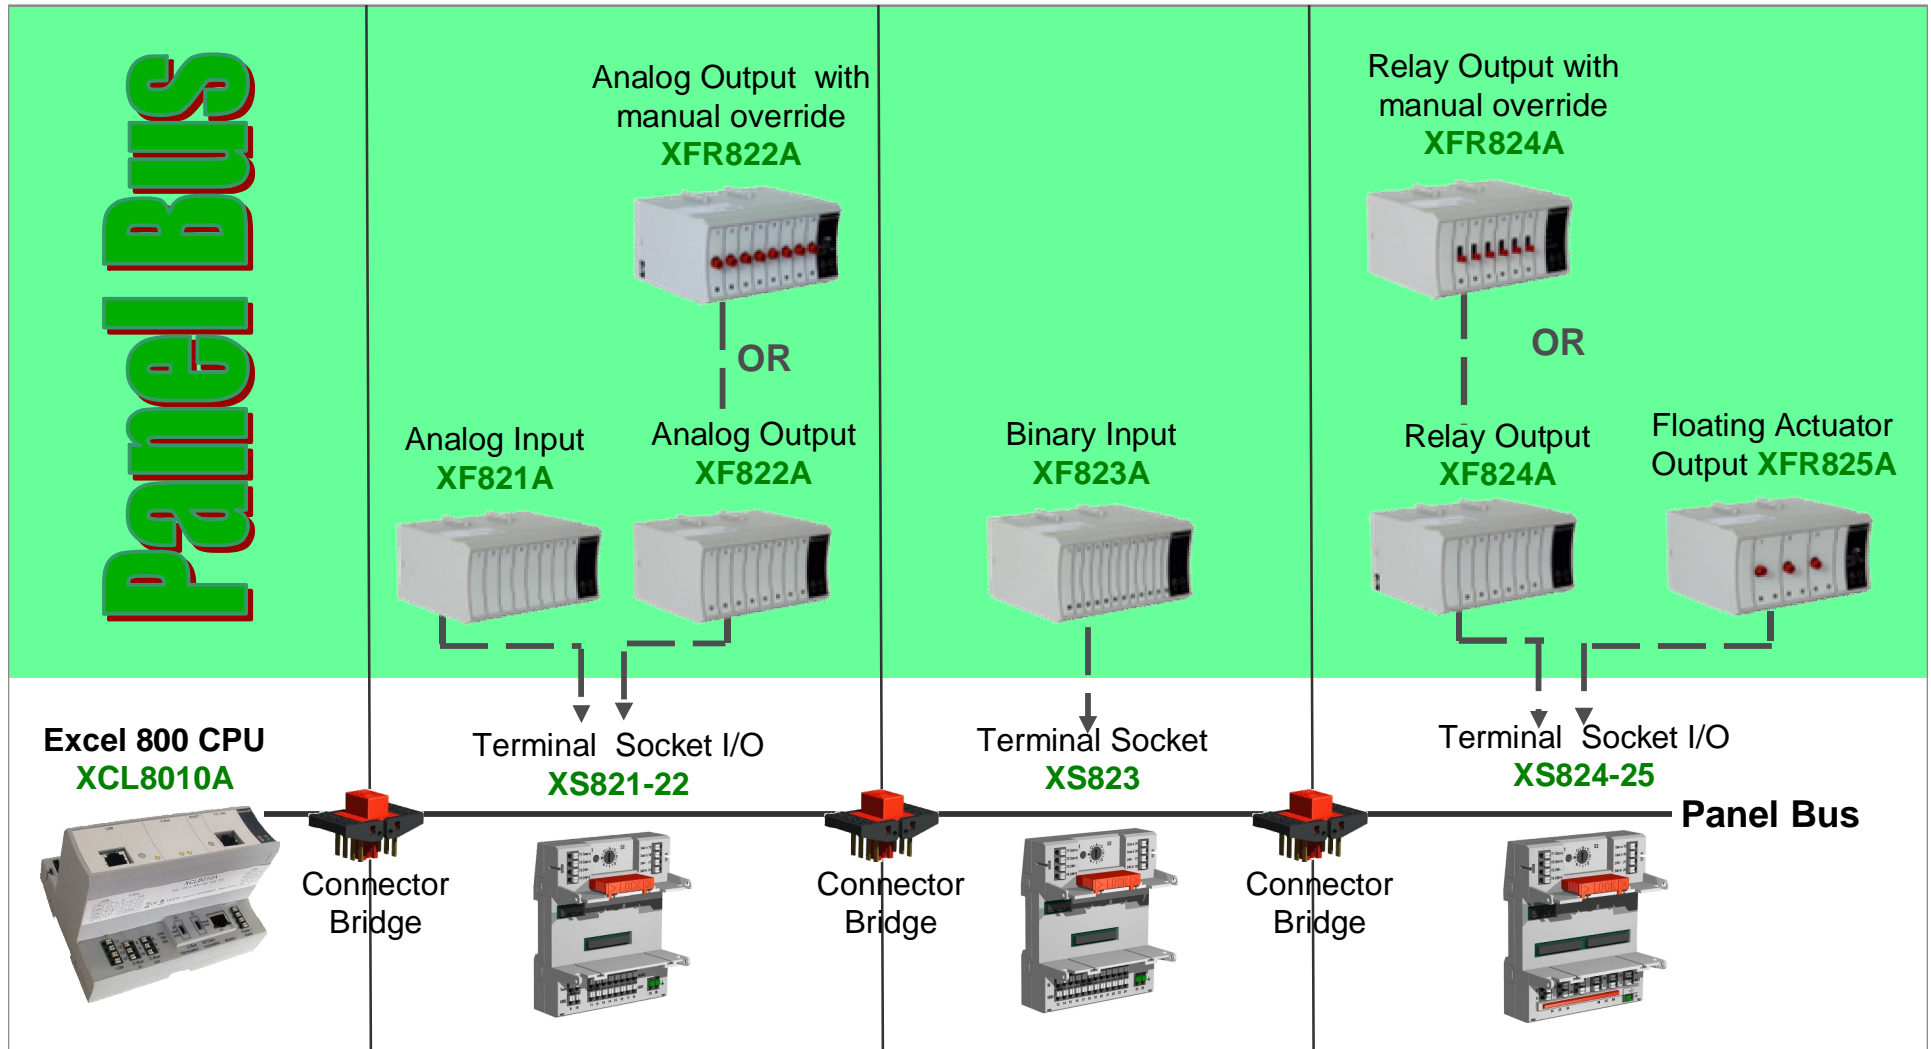 Panel Bus
Analog Output with
manual override
XFR822A
Relay Output with
manual override
XFR824A
OR
OR
Analog Input
XF821A
Analog Output
XF822A
Binary Input
XF823A
Relay Output
XF824A
Floating Actuator
Output XFR825A
Excel 800 CPU
XCL8010A
Terminal Socket I/O
XS821-22
Terminal Socket
XS823
Terminal Socket I/O
XS824-25
Panel Bus
Connector
Bridge
Connector
Bridge
Connector
Bridge
XCL8010A